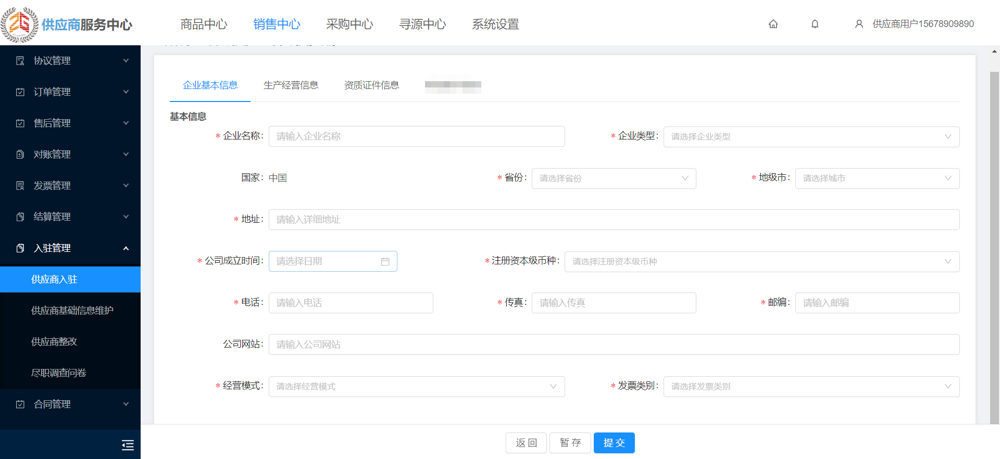 供应商服务中心
商品中心 销售中心 采购中心 寻源中心 系统设置
供应商用户15678909890
协议管理
订单管理
售后管理
对账管理
发票管理
结算管理
入驻管理
供应商入驻
供应商基础信息维护
供应商整改
尽职调查问卷
合同管理
企业基本信息 生产经营信息 资质证件信息
基本信息
* 企业名称: 请输入企业名称 * 企业类型: 请选择企业类型
国家: 中国 * 省份: 请选择省份 * 地级市: 请选择城市
* 地址: 请输入详细地址
* 公司成立时间: 请选择日期 * 注册资本级币种: 请选择注册资本级币种
* 电话: 请输入电话 * 传真: 请输入传真 * 邮编: 请输入邮编
公司网站: 请输入公司网站
* 经营模式: 请选择经营模式 * 发票类别: 请选择发票类别
返回 暂存 提交